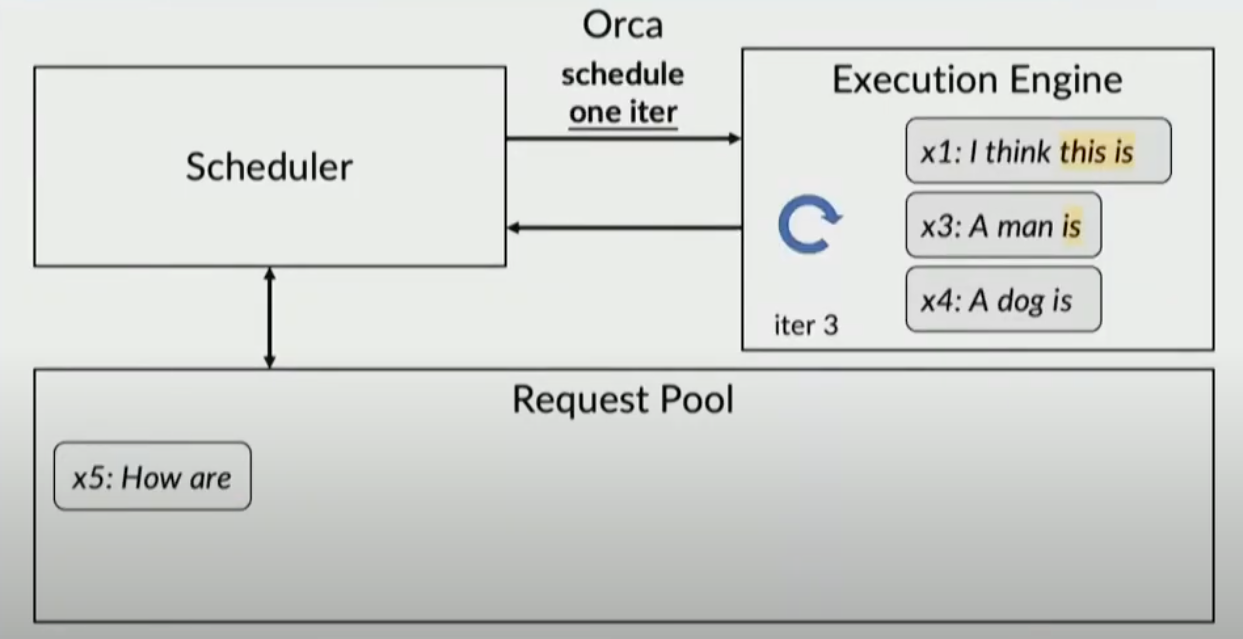 Orca
schedule
one iter
Scheduler
Execution Engine
x1: I think this is
x3: A man is
x4: A dog is
iter 3
Request Pool
x5: How are